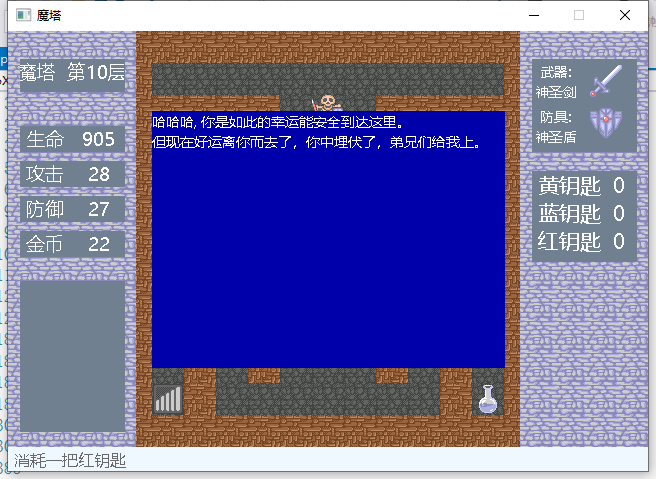 魔塔
魔塔 第10层
生命 905
攻击 28
防御 27
金币 22
哈哈哈,你是如此的幸运能安全到达这里。
但现在好运离你而去了，你中埋伏了，弟兄们给我上。
武器:
神圣剑
防具:
神圣盾
黄钥匙 0
蓝钥匙 0
红钥匙 0
消耗一把红钥匙